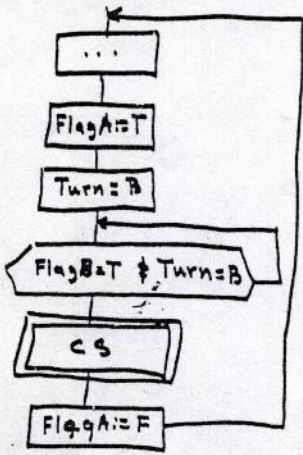 ...
FlagA:=T
Turn=B
FlagB=T & Turn=B
CS
FlagA:=F